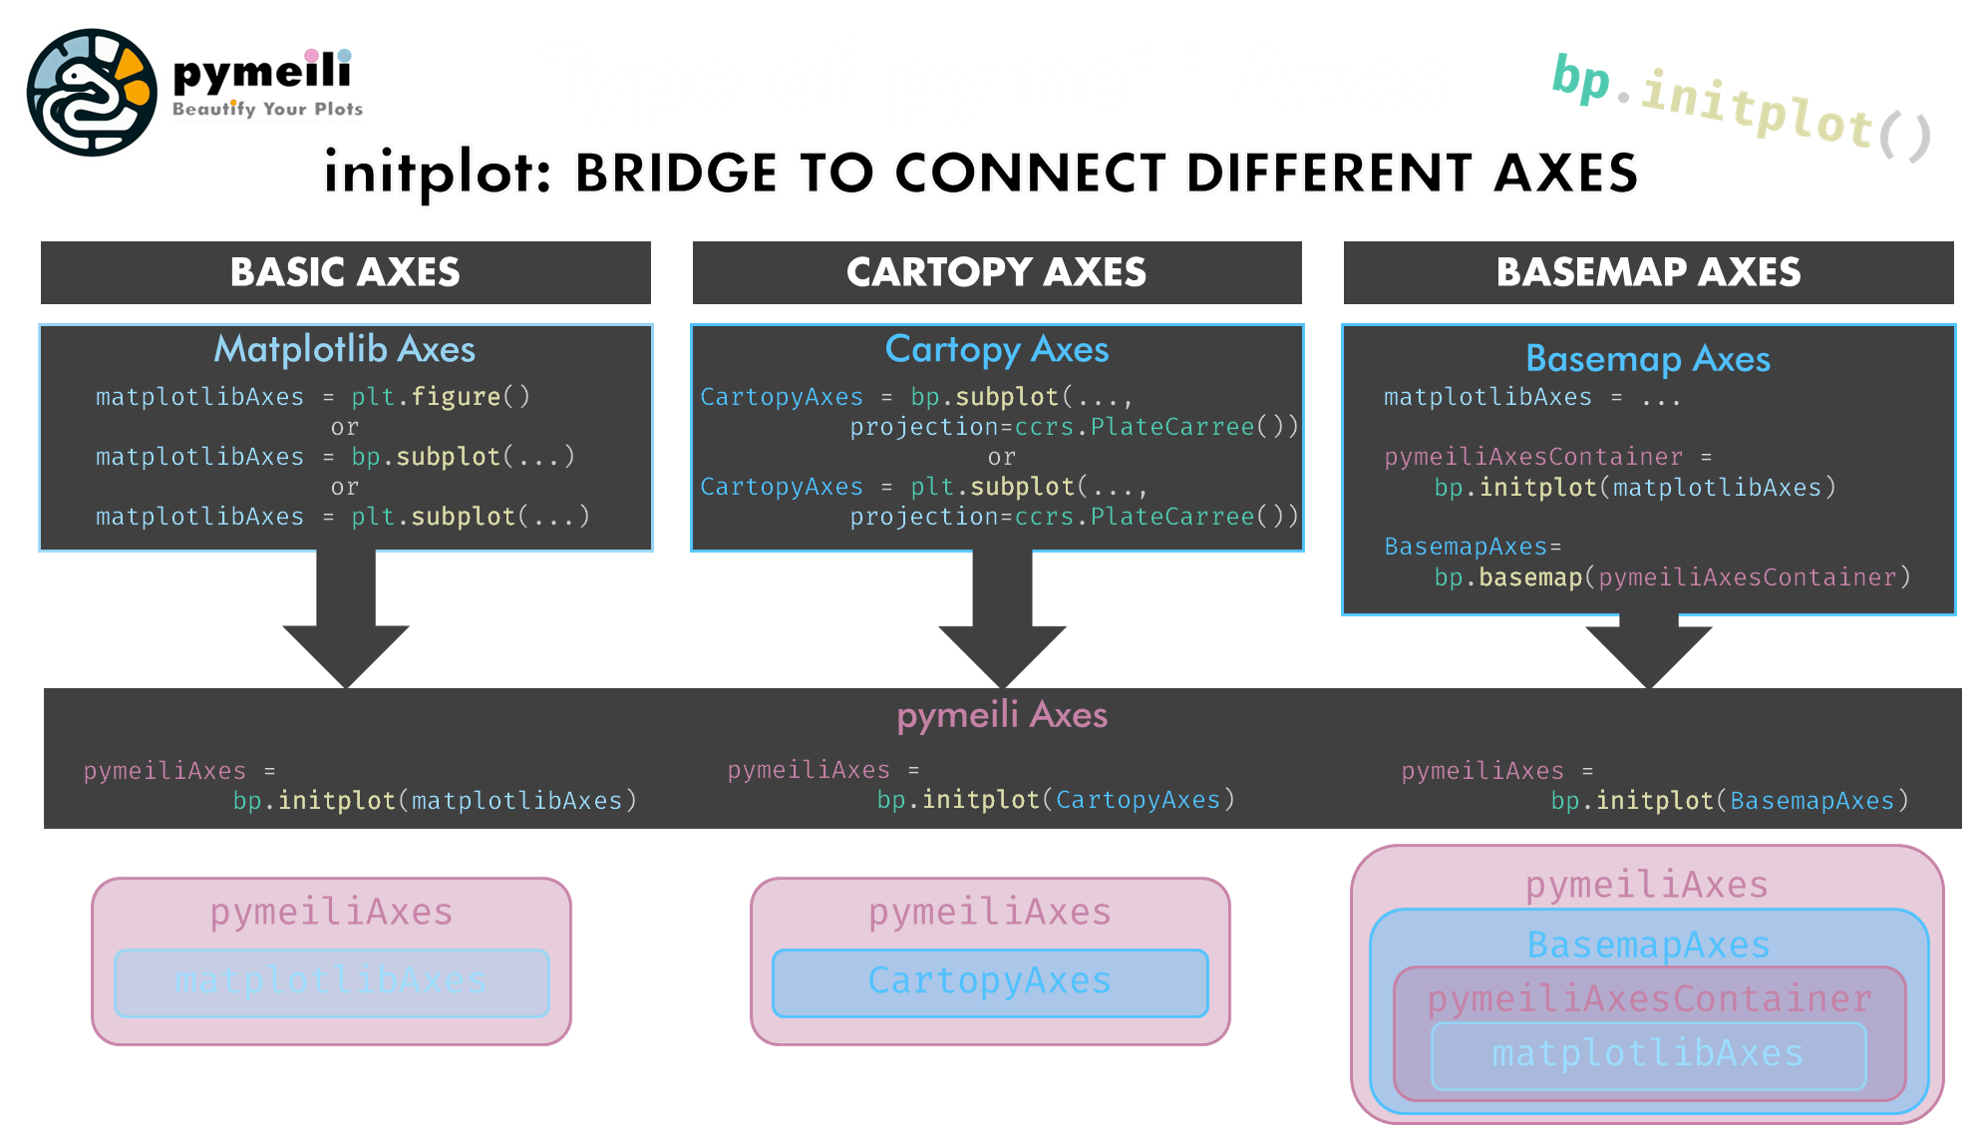 pymeili
Beautify Your Plots
bp.initplot()
initplot: BRIDGE TO CONNECT DIFFERENT AXES
BASIC AXES
Matplotlib Axes
matplotlibAxes = plt.figure()
or
matplotlibAxes = bp.subplot(...)
or
matplotlibAxes = plt.subplot(...)
CARTOPY AXES
Cartopy Axes
CartopyAxes = bp.subplot(...,
projection=ccrs.PlateCarree())
or
CartopyAxes = plt.subplot(...,
projection=ccrs.PlateCarree())
BASEMAP AXES
Basemap Axes
matplotlibAxes = ...
pymeiliAxesContainer =
bp.initplot(matplotlibAxes)
BasemapAxes=
bp.basemap(pymeiliAxesContainer)
pymeili Axes
pymeiliAxes =
bp.initplot(matplotlibAxes)
pymeiliAxes =
bp.initplot(CartopyAxes)
pymeiliAxes =
bp.initplot(BasemapAxes)
pymeiliAxes
matplotlibAxes
pymeiliAxes
CartopyAxes
pymeiliAxes
BasemapAxes
pymeiliAxesContainer
matplotlibAxes